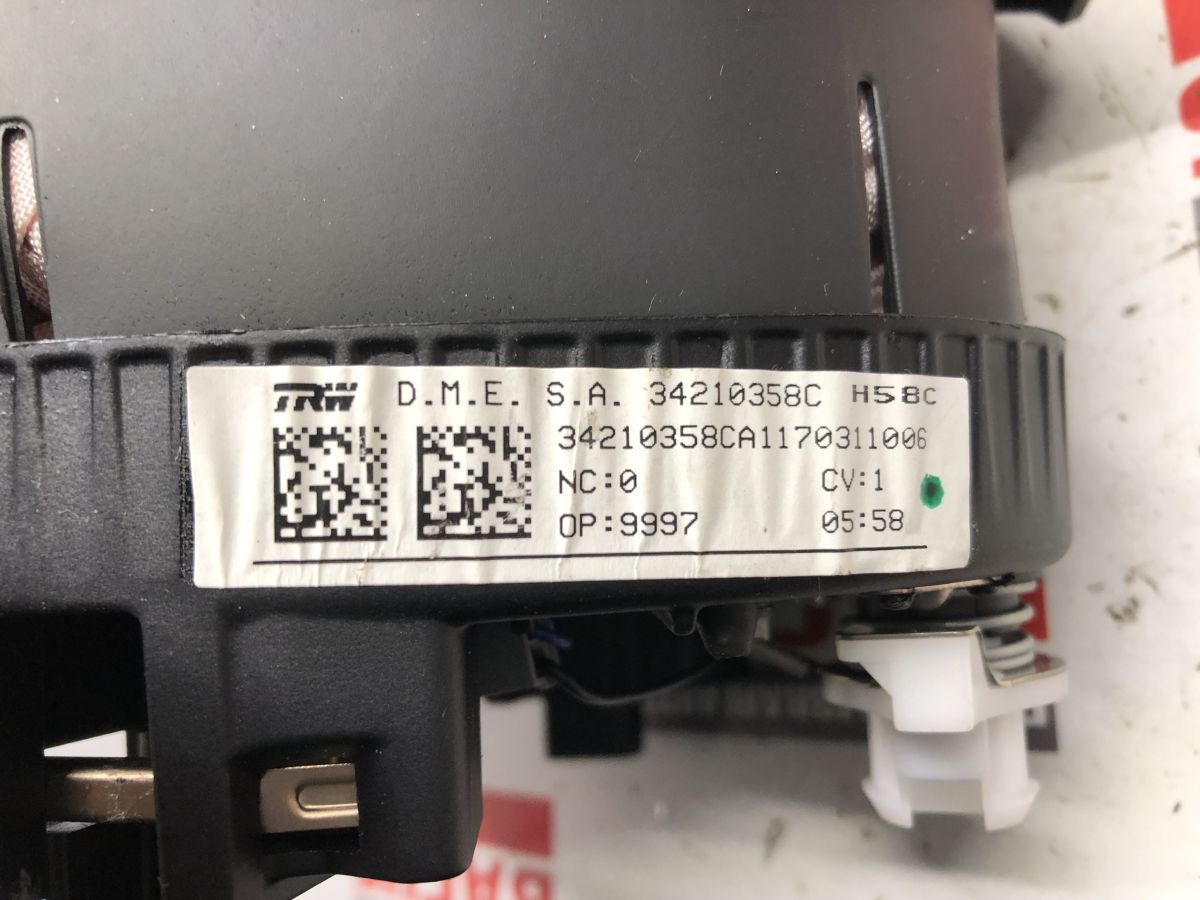 TRW D.M.E. S.A. 34210358C H58C
34210358CA1170311006
NC:0 CV:1
OP:9997 05:58